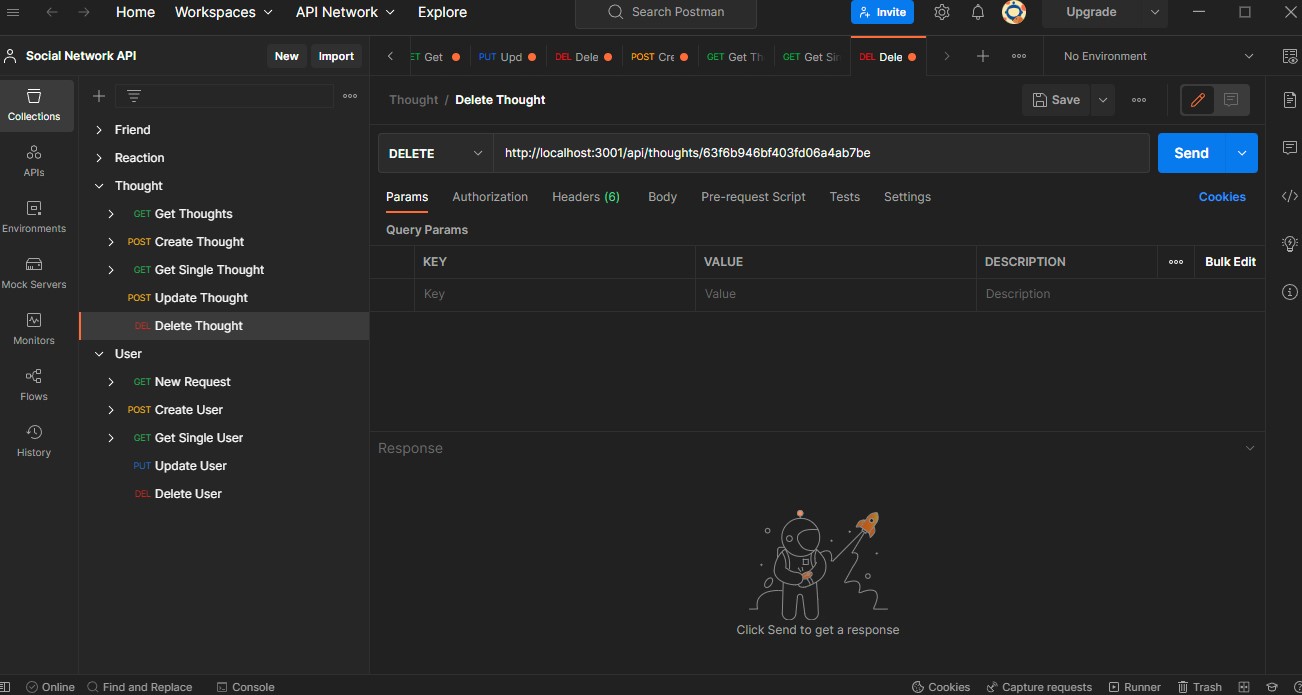 Home Workspaces API Network Explore Search Postman Invite Upgrade
Social Network API New Import
ET Get PUT Upd DEL Dele POST Cre GET Get Th GET Get Sin DEL Dele No Environment
Collections
APIs
Environments
Mock Servers
Monitors
Flows
History
Friend
Reaction
Thought
GET Get Thoughts
POST Create Thought
GET Get Single Thought
POST Update Thought
DEL Delete Thought
User
GET New Request
POST Create User
GET Get Single User
PUT Update User
DEL Delete User
Thought / Delete Thought Save
DELETE http://localhost:3001/api/thoughts/63f6b946bf403fd06a4ab7be Send
Params Authorization Headers (6) Body Pre-request Script Tests Settings Cookies
Query Params
KEY VALUE DESCRIPTION Bulk Edit
Key Value Description
Response
Click Send to get a response
Online Find and Replace Console Cookies Capture requests Runner Trash